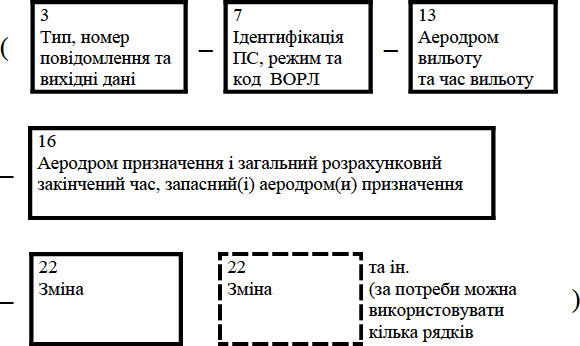 ( 3 – 7 – 13
Тип, номер повідомлення та вихідні дані
Ідентифікація ПС, режим та код ВОРЛ
Аеродром вильоту та час вильоту
– 16
Аеродром призначення і загальний розрахунковий
закінчений час, запасний(і) аеродром(и) призначення
– 22
Зміна
22
Зміна
та ін.
(за потреби можна
використовувати
кілька рядків
)